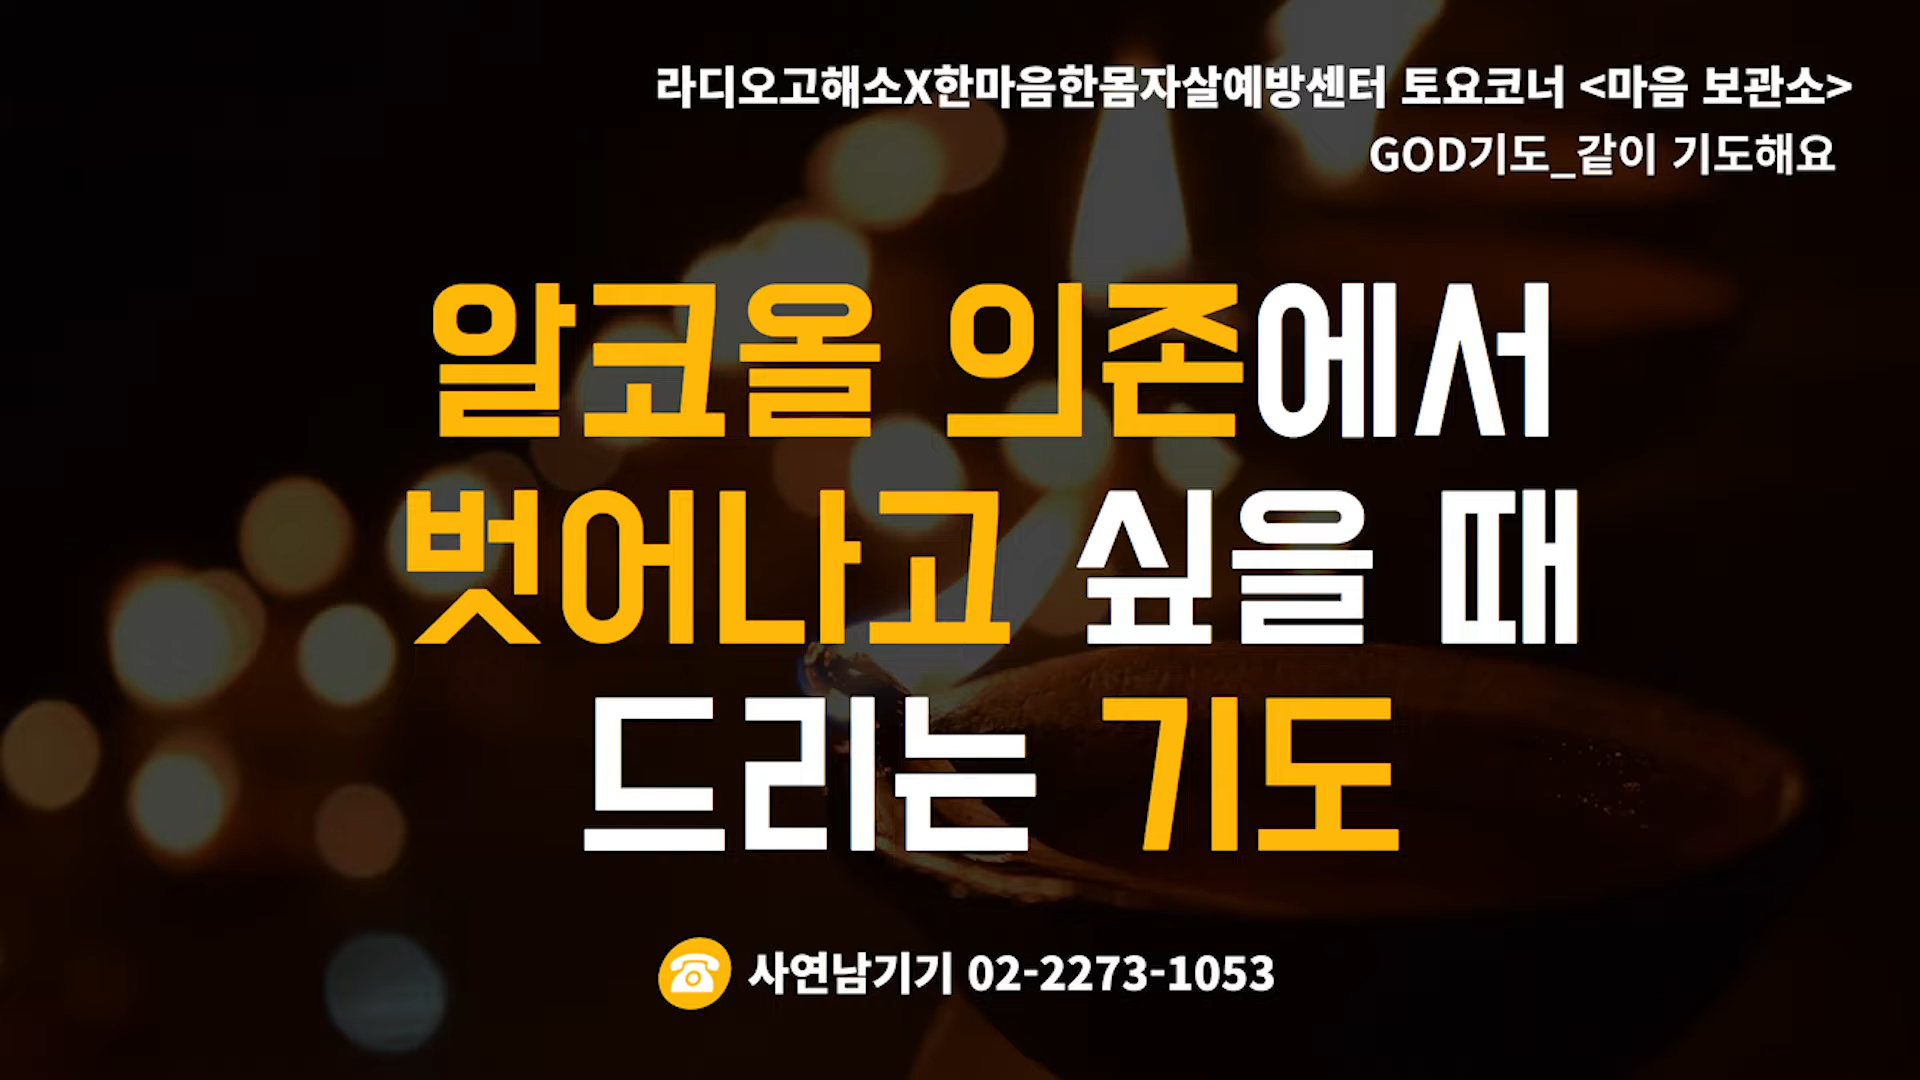 라디오고해소X한마음한몸자살예방센터 토요코너 <마음 보관소>
GOD기도_같이 기도해요
알코올 의존에서
벗어나고 싶을 때
드리는 기도
사연남기기 02-2273-1053